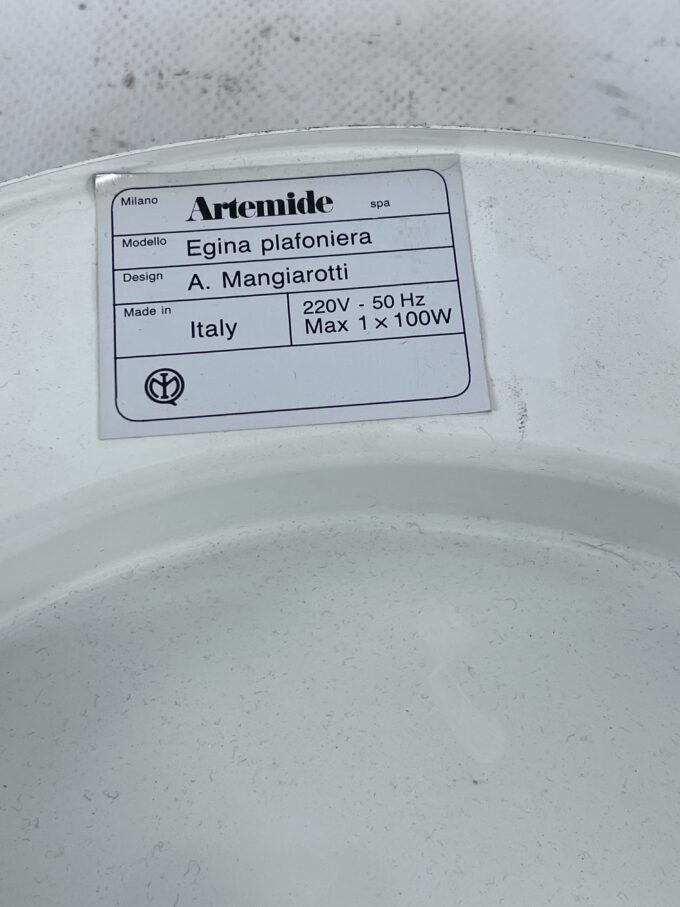 Milano Artemide spa
Modello Egina plafoniera
Design A. Mangiarotti
Made in Italy
220V - 50 Hz
Max 1 x 100W